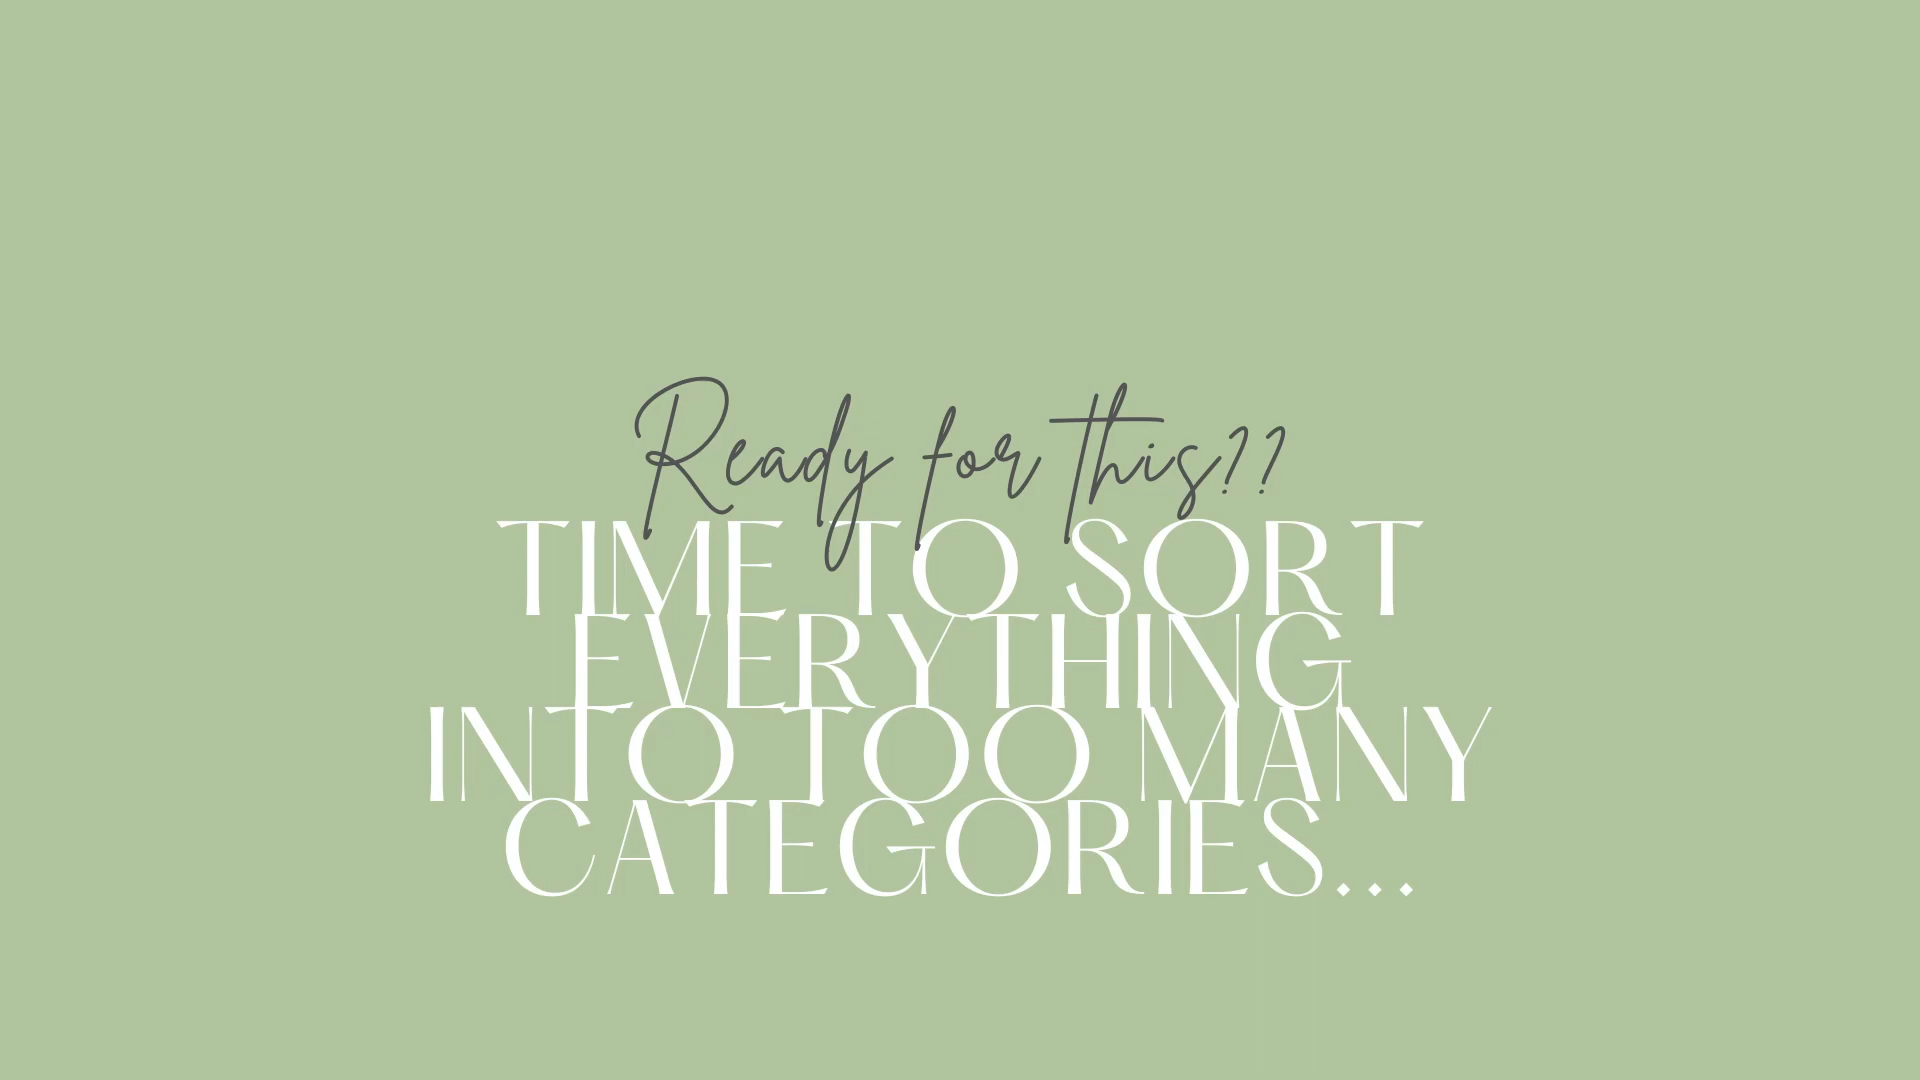 Ready for this??
TIME TO SORT
EVERYTHING
INTO TOO MANY
CATEGORIES...